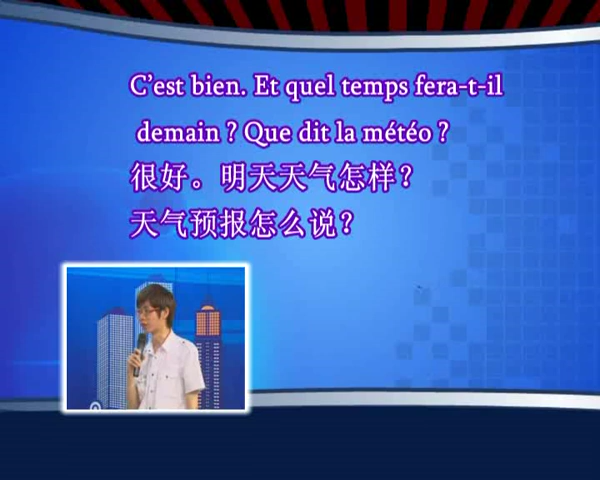 C'est bien. Et quel temps fera-t-il
demain ? Que dit la météo ?
很好。明天天气怎样？
天气预报怎么说？